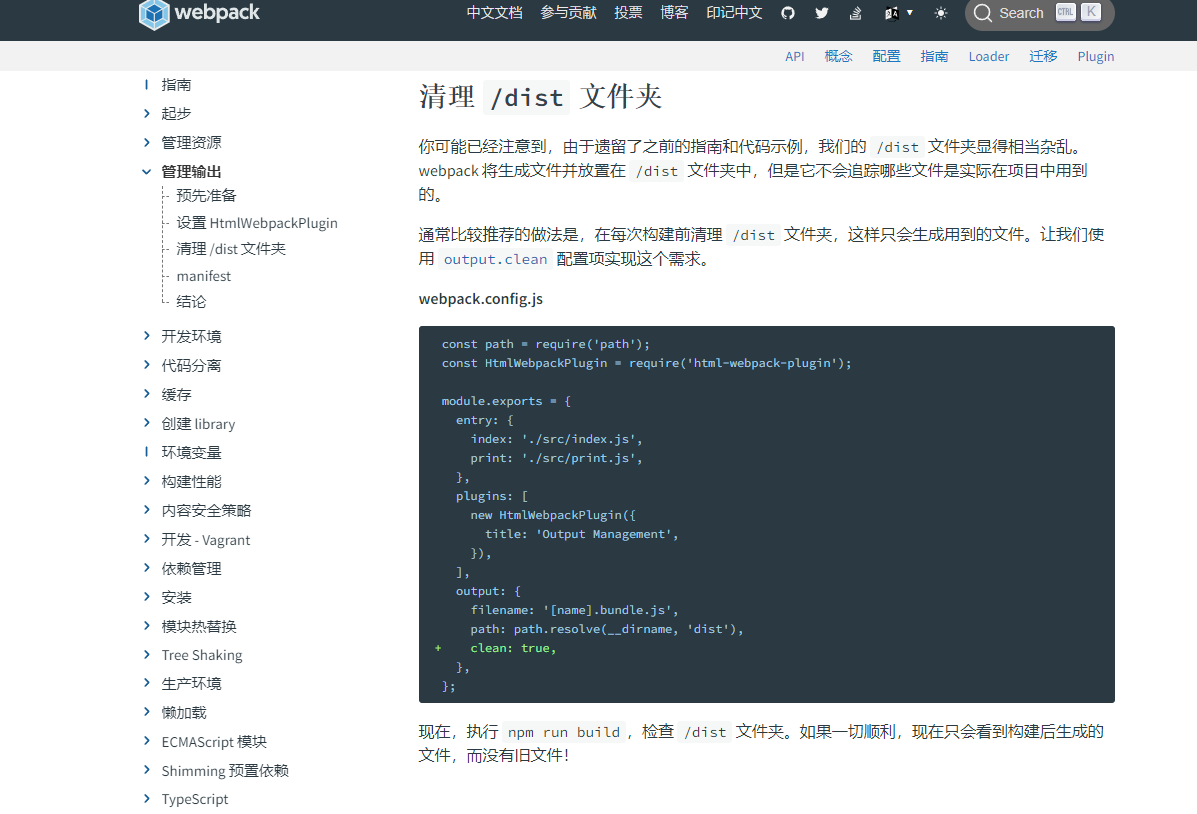 webpack
中文文档 参与贡献 投票 博客 印记中文 Search CTRL K
API 概念 配置 指南 Loader 迁移 Plugin
指南
起步
管理资源
管理输出
预先准备
设置 HtmlWebpackPlugin
清理 /dist 文件夹
manifest
结论
开发环境
代码分离
缓存
创建 library
环境变量
构建性能
内容安全策略
开发 - Vagrant
依赖管理
安装
模块热替换
Tree Shaking
生产环境
懒加载
ECMAScript 模块
Shimming 预置依赖
TypeScript
清理 /dist 文件夹
你可能已经注意到，由于遗留了之前的指南和代码示例，我们的 /dist 文件夹显得相当杂乱。
webpack 将生成文件并放置在 /dist 文件夹中，但是它不会追踪哪些文件是实际在项目中用到
的。
通常比较推荐的做法是，在每次构建前清理 /dist 文件夹，这样只会生成用到的文件。让我们使
用 output.clean 配置项实现这个需求。
webpack.config.js
const path = require('path');
const HtmlWebpackPlugin = require('html-webpack-plugin');
module.exports = {
entry: {
index: './src/index.js',
print: './src/print.js',
},
plugins: [
new HtmlWebpackPlugin({
title: 'Output Management',
}),
],
output: {
filename: '[name].bundle.js',
path: path.resolve(__dirname, 'dist'),
+ clean: true,
},
};
现在，执行 npm run build ，检查 /dist 文件夹。如果一切顺利，现在只会看到构建后生成的
文件，而没有旧文件！